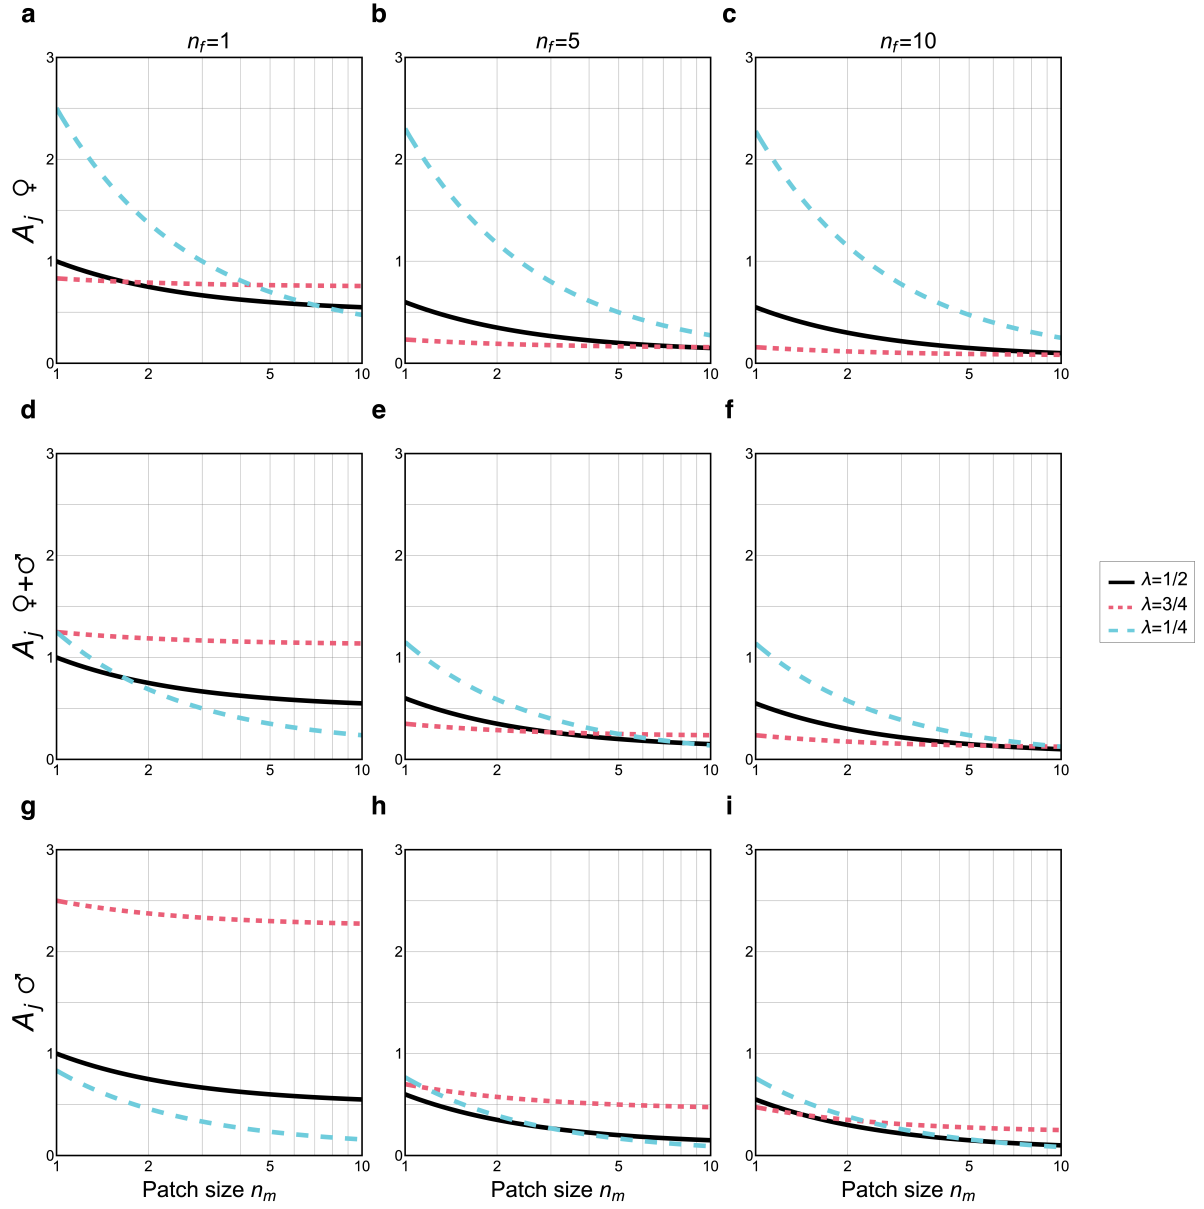 a b c
n_f=1 n_f=5 n_f=10
3 3 3
2 2 2
A_j ♀
1 1 1
0 0 0
1 2 5 10 1 2 5 10 1 2 5 10
d e f
3 3 3
2 2 2
A_j ♀+♂
λ=1/2
λ=3/4
λ=1/4
1 1 1
0 0 0
1 2 5 10 1 2 5 10 1 2 5 10
g h i
3 3 3
2 2 2
A_j ♂
1 1 1
0 0 0
1 2 5 10 1 2 5 10 1 2 5 10
Patch size n_m Patch size n_m Patch size n_m